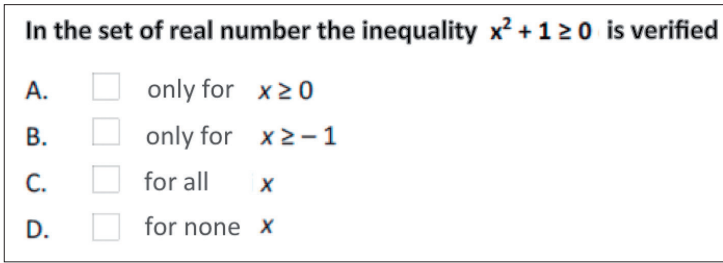 In the set of real number the inequality x² + 1 ≥ 0 is verified
A. only for x ≥ 0
B. only for x ≥ – 1
C. for all x
D. for none x